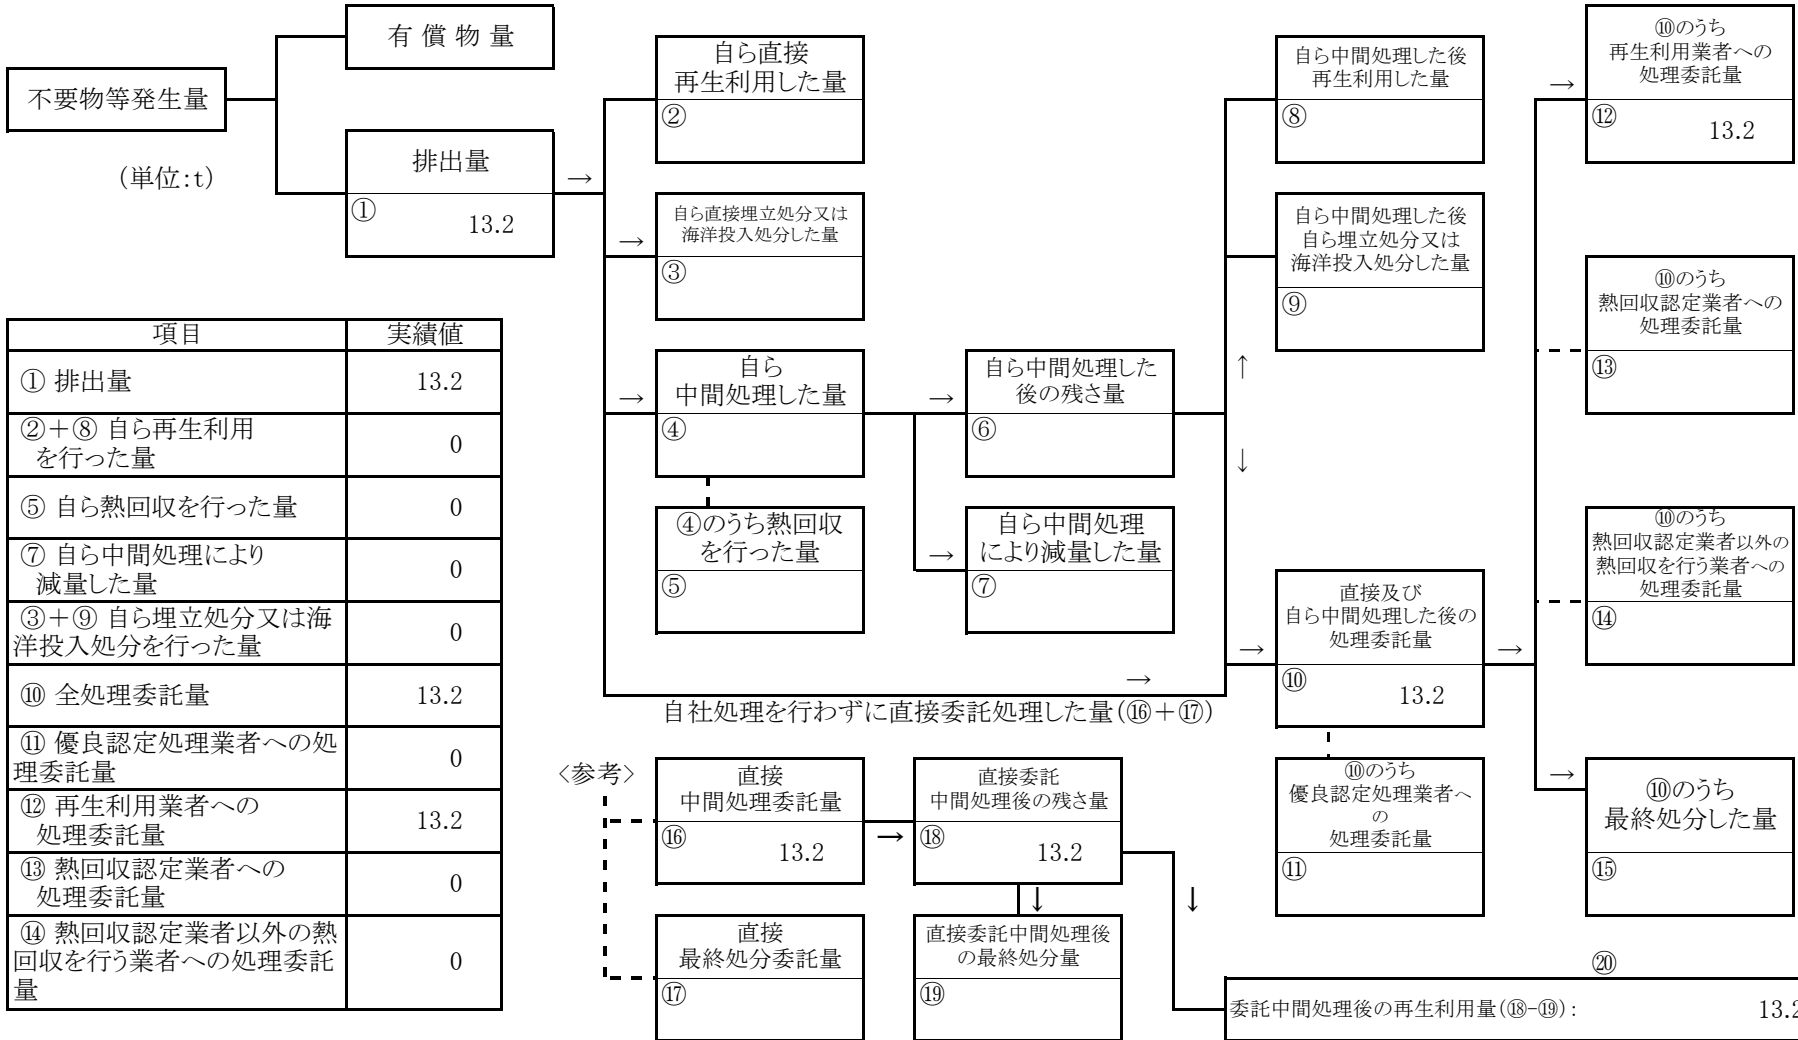 有 償 物 量
不要物等発生量
(単位:t)
排出量
①
13.2
→
自ら直接
再生利用した量
②
→
自ら直接埋立処分又は
海洋投入処分した量
③
→
自ら
中間処理した量
④
④のうち熱回収
を行った量
⑤
→
自ら中間処理した
後の残さ量
⑥
→
自ら中間処理
により減量した量
⑦
自ら中間処理した後
再生利用した量
⑧
自ら中間処理した後
自ら埋立処分又は
海洋投入処分した量
⑨
↑
↓
→
直接及び
自ら中間処理した後の
処理委託量
⑩
13.2
→
⑩のうち
優良認定処理業者へ
の
処理委託量
⑪
→
⑩のうち
再生利用業者への
処理委託量
⑫
13.2
⑩のうち
熱回収認定業者への
処理委託量
⑬
⑩のうち
熱回収認定業者以外の
熱回収を行う業者への
処理委託量
⑭
→
⑩のうち
最終処分した量
⑮
→
自社処理を行わずに直接委託処理した量(⑯+⑰)
<参考>
直接
中間処理委託量
⑯
13.2
→
直接委託
中間処理後の残さ量
⑱
13.2
↓
↓
直接
最終処分委託量
⑰
直接委託中間処理後
の最終処分量
⑲
⑳
委託中間処理後の再生利用量(⑱-⑲):
13.2
項目 実績値
① 排出量 13.2
②+⑧ 自ら再生利用
を行った量 0
⑤ 自ら熱回収を行った量 0
⑦ 自ら中間処理により
減量した量 0
③+⑨ 自ら埋立処分又は海
洋投入処分を行った量 0
⑩ 全処理委託量 13.2
⑪ 優良認定処理業者への処
理委託量 0
⑫ 再生利用業者への
処理委託量 13.2
⑬ 熱回収認定業者への
処理委託量 0
⑭ 熱回収認定業者以外の熱
回収を行う業者への処理委託
量 0